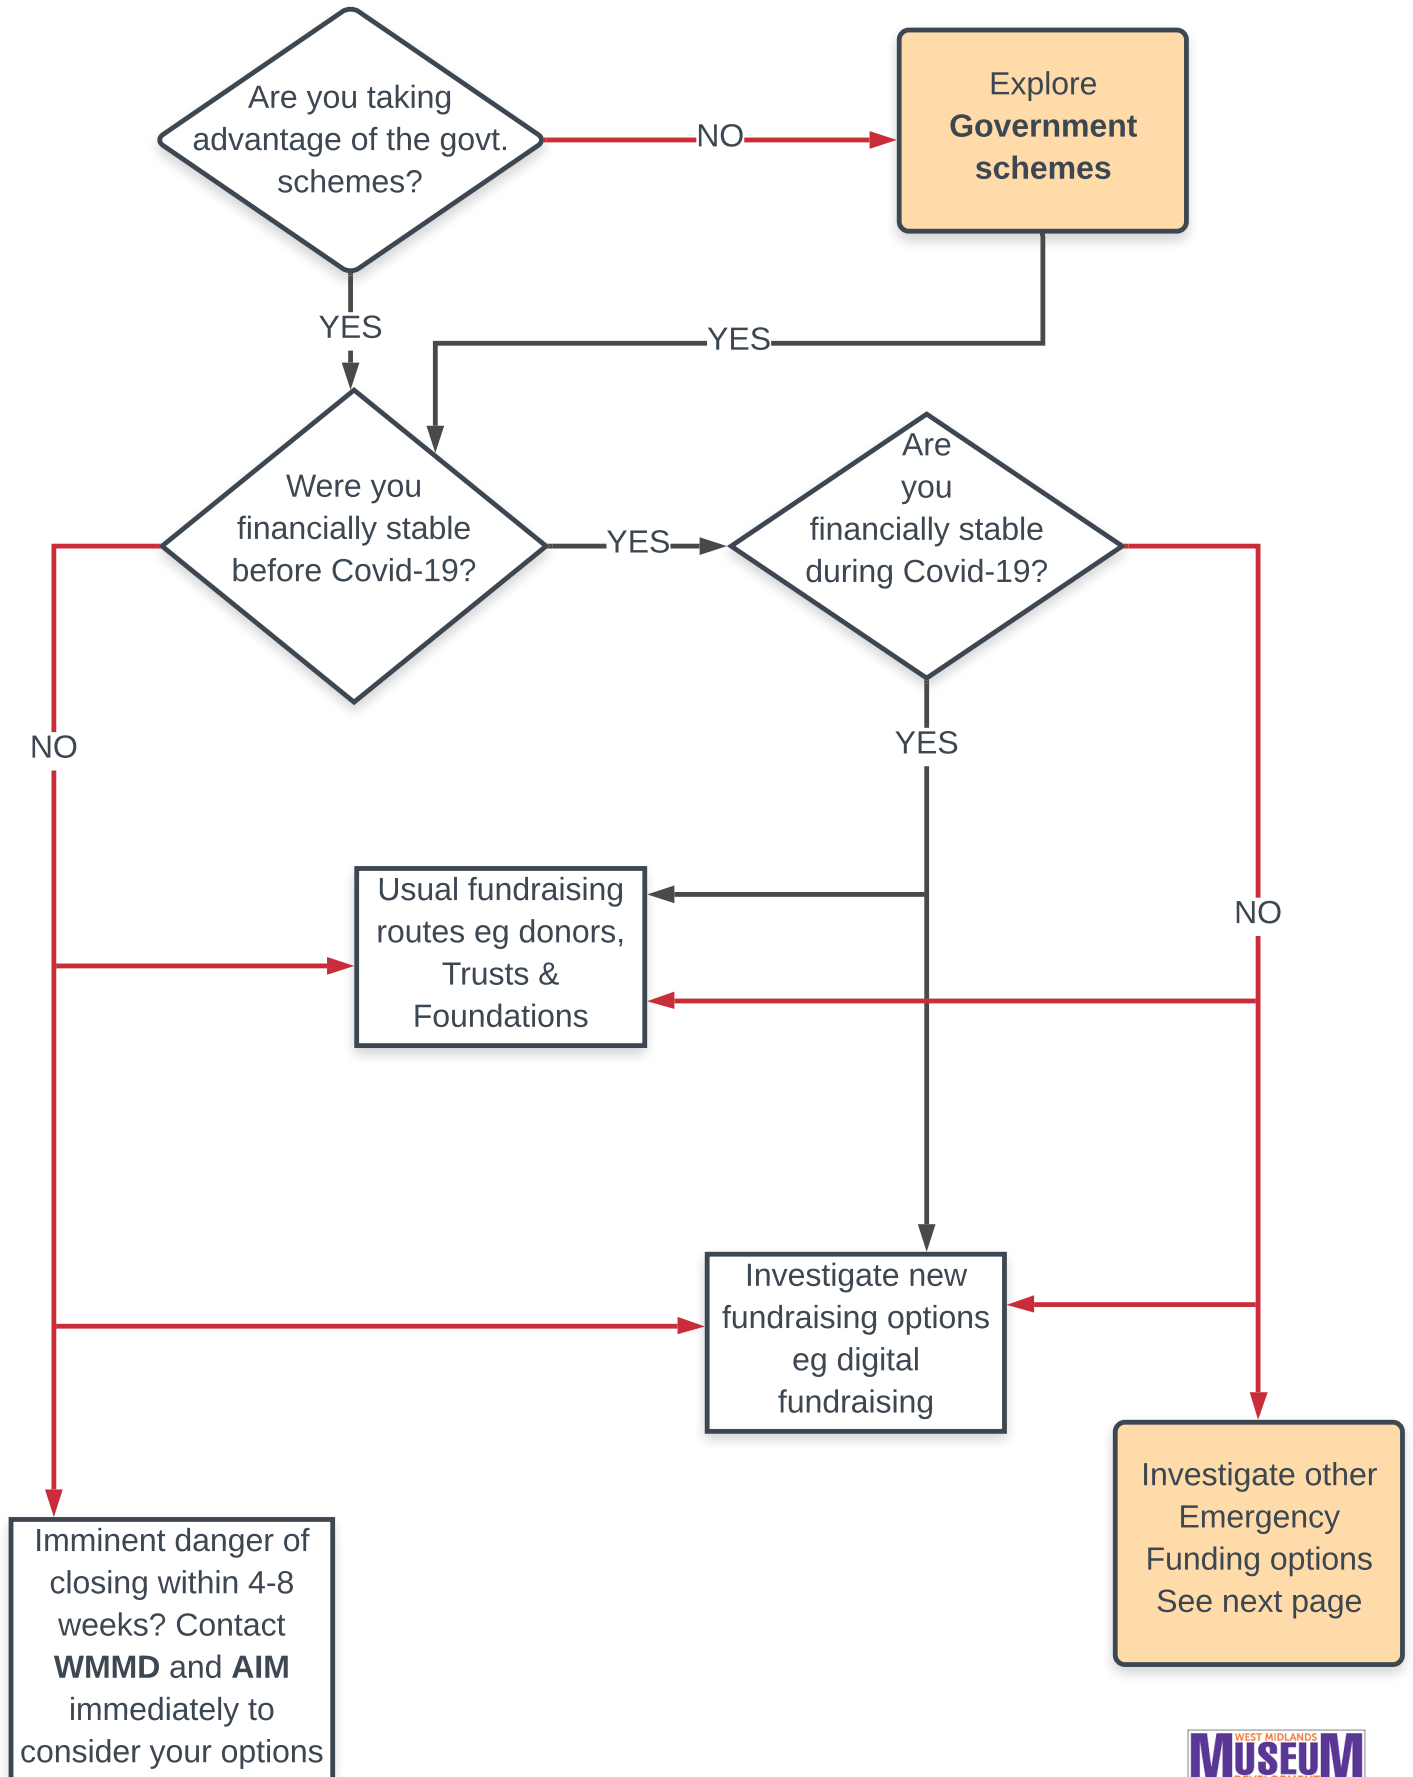 Are you taking
advantage of the govt.
schemes?
NO
Explore
Government
schemes
YES
YES
Were you
financially stable
before Covid-19?
YES
Are
you
financially stable
during Covid-19?
NO
YES
NO
Usual fundraising
routes eg donors,
Trusts &
Foundations
Investigate new
fundraising options
eg digital
fundraising
Investigate other
Emergency
Funding options
See next page
Imminent danger of
closing within 4-8
weeks? Contact
WMMD and AIM
immediately to
consider your options
WEST MIDLANDS
MUSEUM